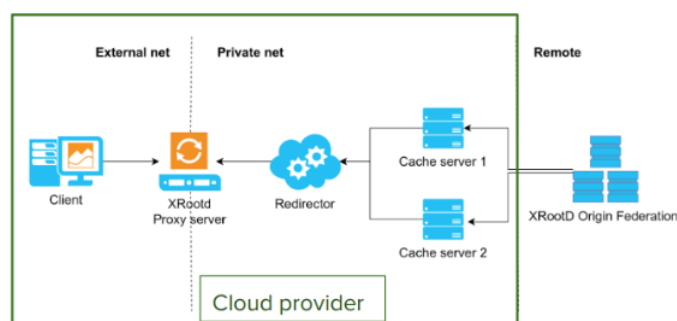 External net
Private net
Remote
Client
XRootd
Proxy server
Redirector
Cache server 1
Cache server 2
XRootD Origin Federation
Cloud provider